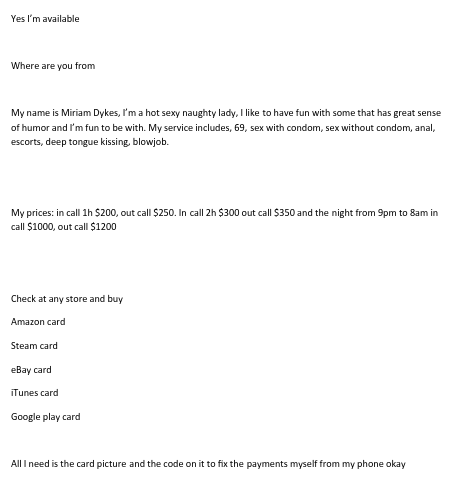 Yes I'm available
Where are you from
My name is Miriam Dykes, I'm a hot sexy naughty lady, I like to have fun with some that has great sense
of humor and I'm fun to be with. My service includes, 69, sex with condom, sex without condom, anal,
escorts, deep tongue kissing, blowjob.
My prices: in call 1h $200, out call $250. In call 2h $300 out call $350 and the night from 9pm to 8am in
call $1000, out call $1200
Check at any store and buy
Amazon card
Steam card
eBay card
iTunes card
Google play card
All I need is the card picture and the code on it to fix the payments myself from my phone okay